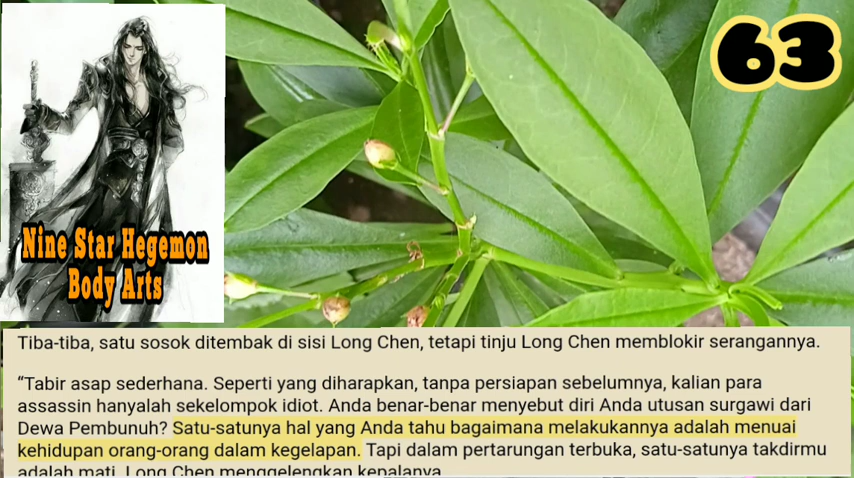 63
Nine Star Hegemon
Body Arts
Tiba-tiba, satu sosok ditembak di sisi Long Chen, tetapi tinju Long Chen memblokir serangannya.
“Tabir asap sederhana. Seperti yang diharapkan, tanpa persiapan sebelumnya, kalian para
assassin hanyalah sekelompok idiot. Anda benar-benar menyebut diri Anda utusan surgawi dari
Dewa Pembunuh? Satu-satunya hal yang Anda tahu bagaimana melakukannya adalah menuai
kehidupan orang-orang dalam kegelapan. Tapi dalam pertarungan terbuka, satu-satunya takdirmu
adalah mati. Long Chen menggelengkan kepalanya